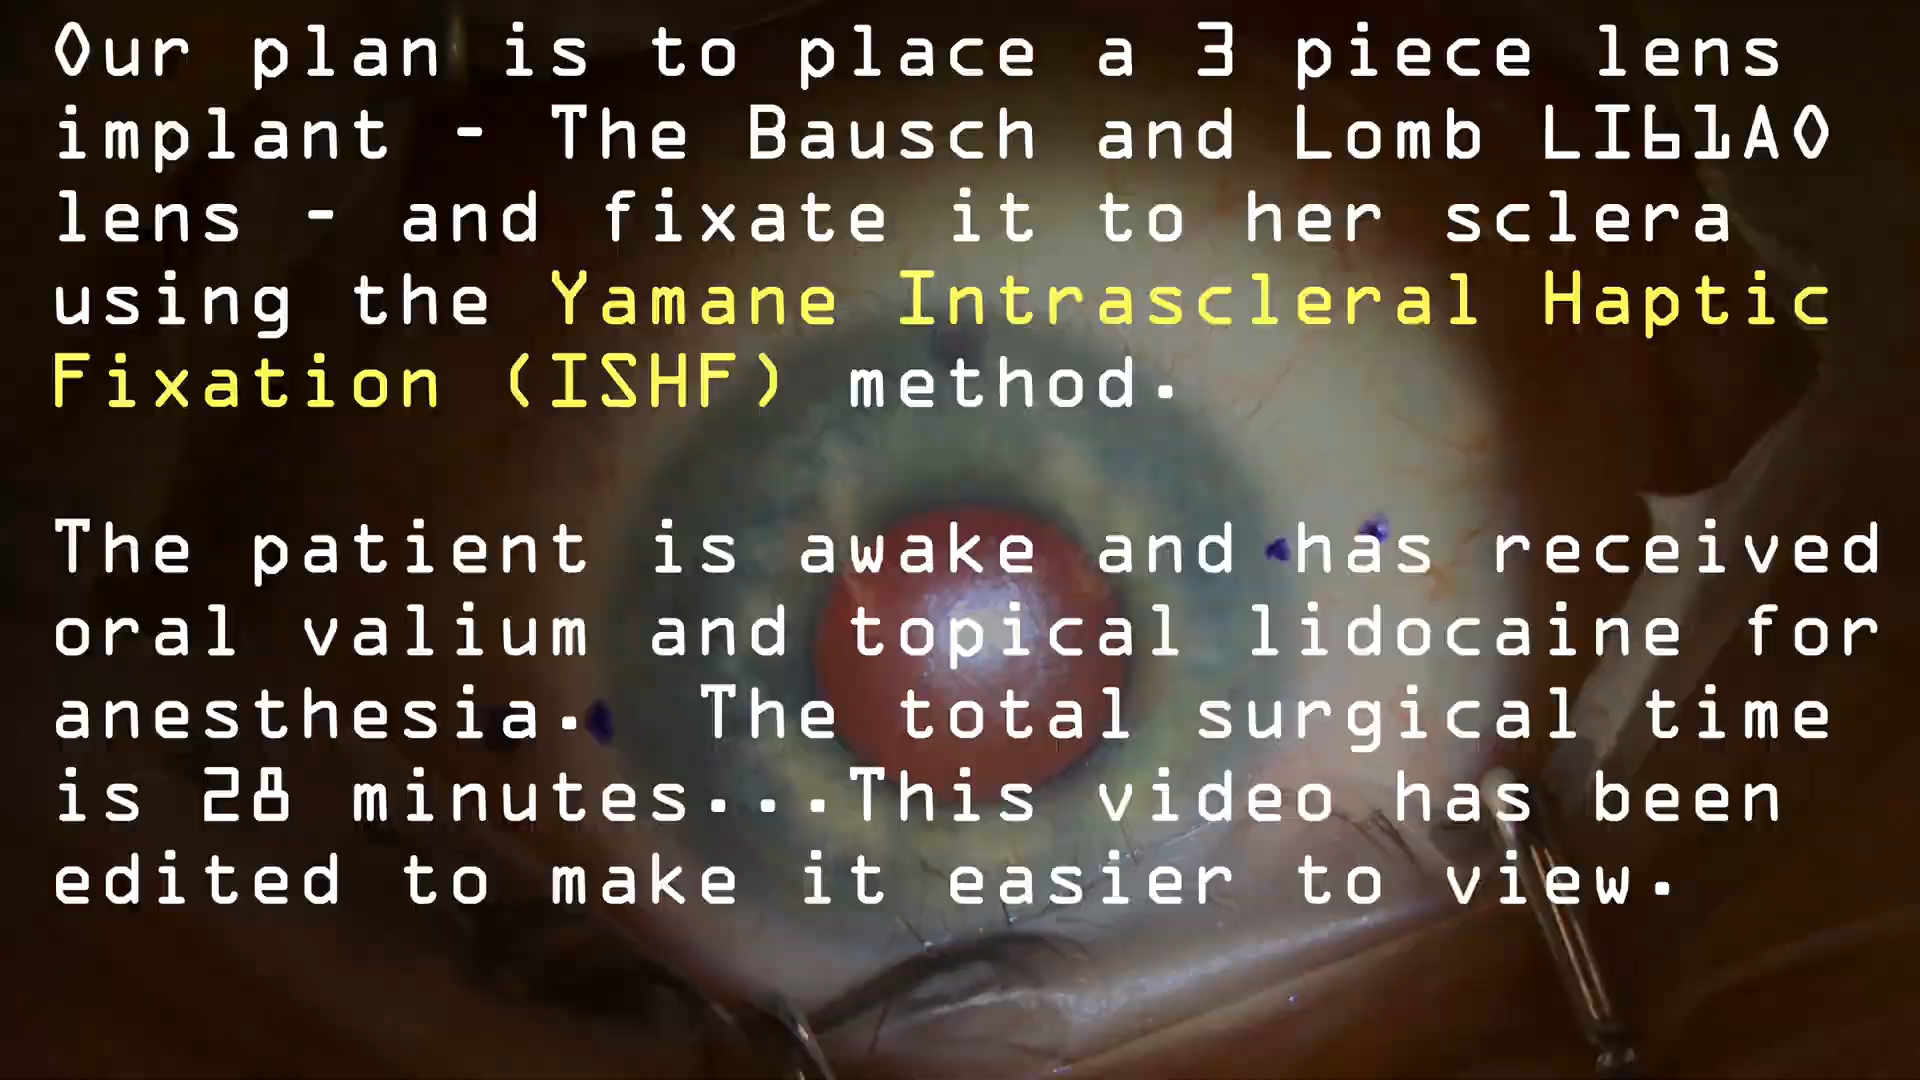 Our plan is to place a 3 piece lens
implant - The Bausch and Lomb LI61AO
lens - and fixate it to her sclera
using the Yamane Intrascleral Haptic
Fixation (ISHF) method.
The patient is awake and has received
oral valium and topical lidocaine for
anesthesia.  The total surgical time
is 28 minutes...This video has been
edited to make it easier to view.